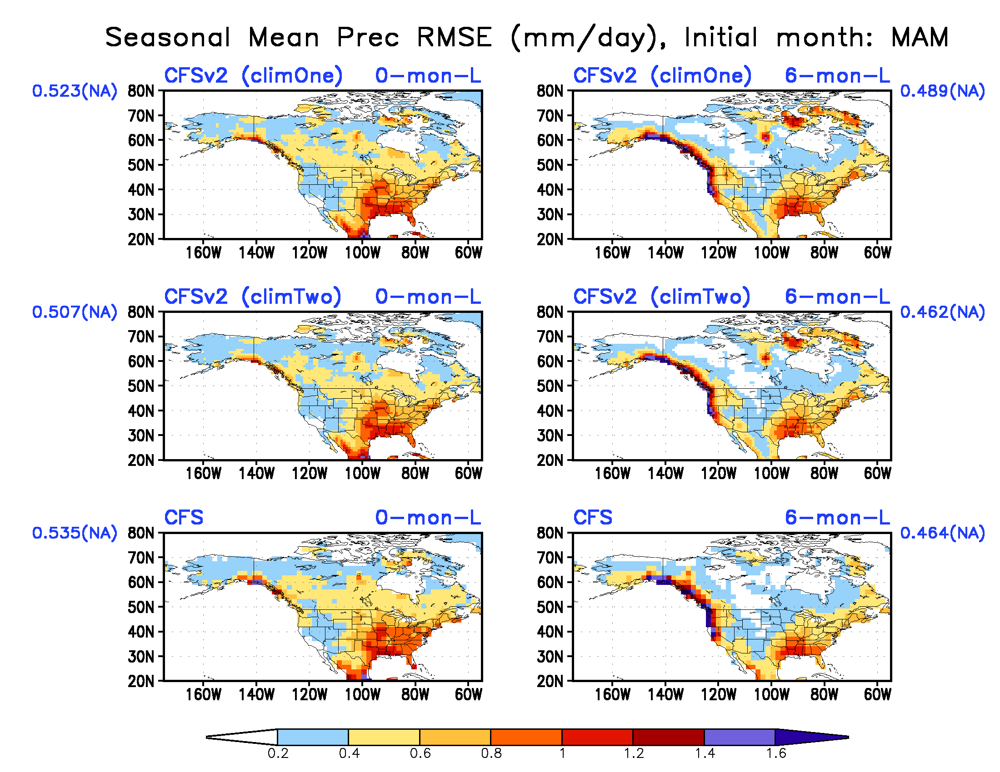 Seasonal Mean Prec RMSE (mm/day), Initial month: MAM
CFSv2 (climOne) 0-mon-L
0.523(NA)
80N
70N
60N
50N
40N
30N
20N
160W 140W 120W 100W 80W 60W
CFSv2 (climOne) 6-mon-L
0.489(NA)
80N
70N
60N
50N
40N
30N
20N
160W 140W 120W 100W 80W 60W
CFSv2 (climTwo) 0-mon-L
0.507(NA)
80N
70N
60N
50N
40N
30N
20N
160W 140W 120W 100W 80W 60W
CFSv2 (climTwo) 6-mon-L
0.462(NA)
80N
70N
60N
50N
40N
30N
20N
160W 140W 120W 100W 80W 60W
CFS 0-mon-L
0.535(NA)
80N
70N
60N
50N
40N
30N
20N
160W 140W 120W 100W 80W 60W
CFS 6-mon-L
0.464(NA)
80N
70N
60N
50N
40N
30N
20N
160W 140W 120W 100W 80W 60W
0.2 0.4 0.6 0.8 1 1.2 1.4 1.6